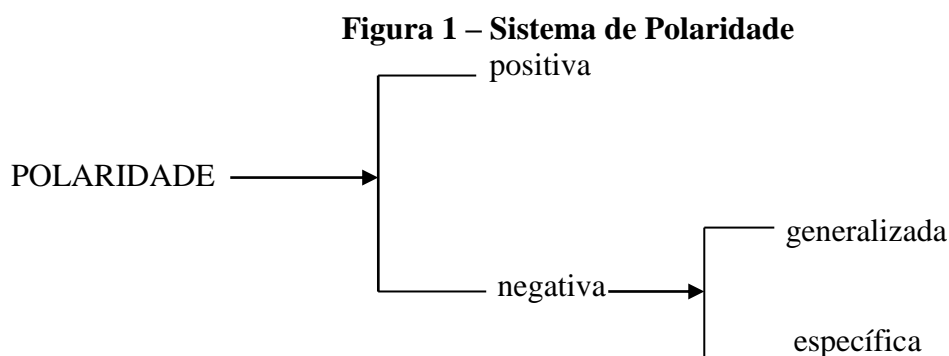 Figura 1 – Sistema de Polaridade
positiva
POLARIDADE
generalizada
negativa
específica